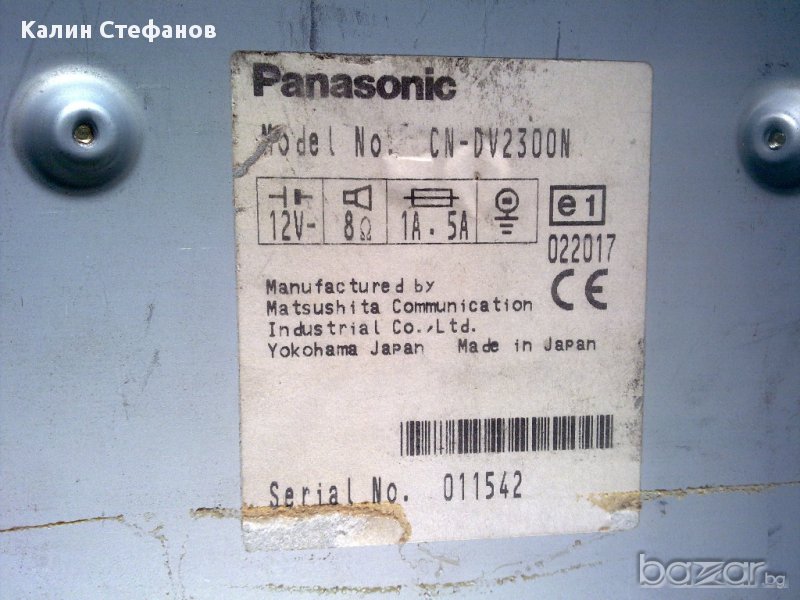 Калин Стефанов
Panasonic
Model No. CN-DV2300N
12V- 8Ω 1A.5A e1
022017
CE
Manufactured by
Matsushita Communication
Industrial Co.,Ltd.
Yokohama Japan Made in Japan
Serial No. 011542
bazar.bg